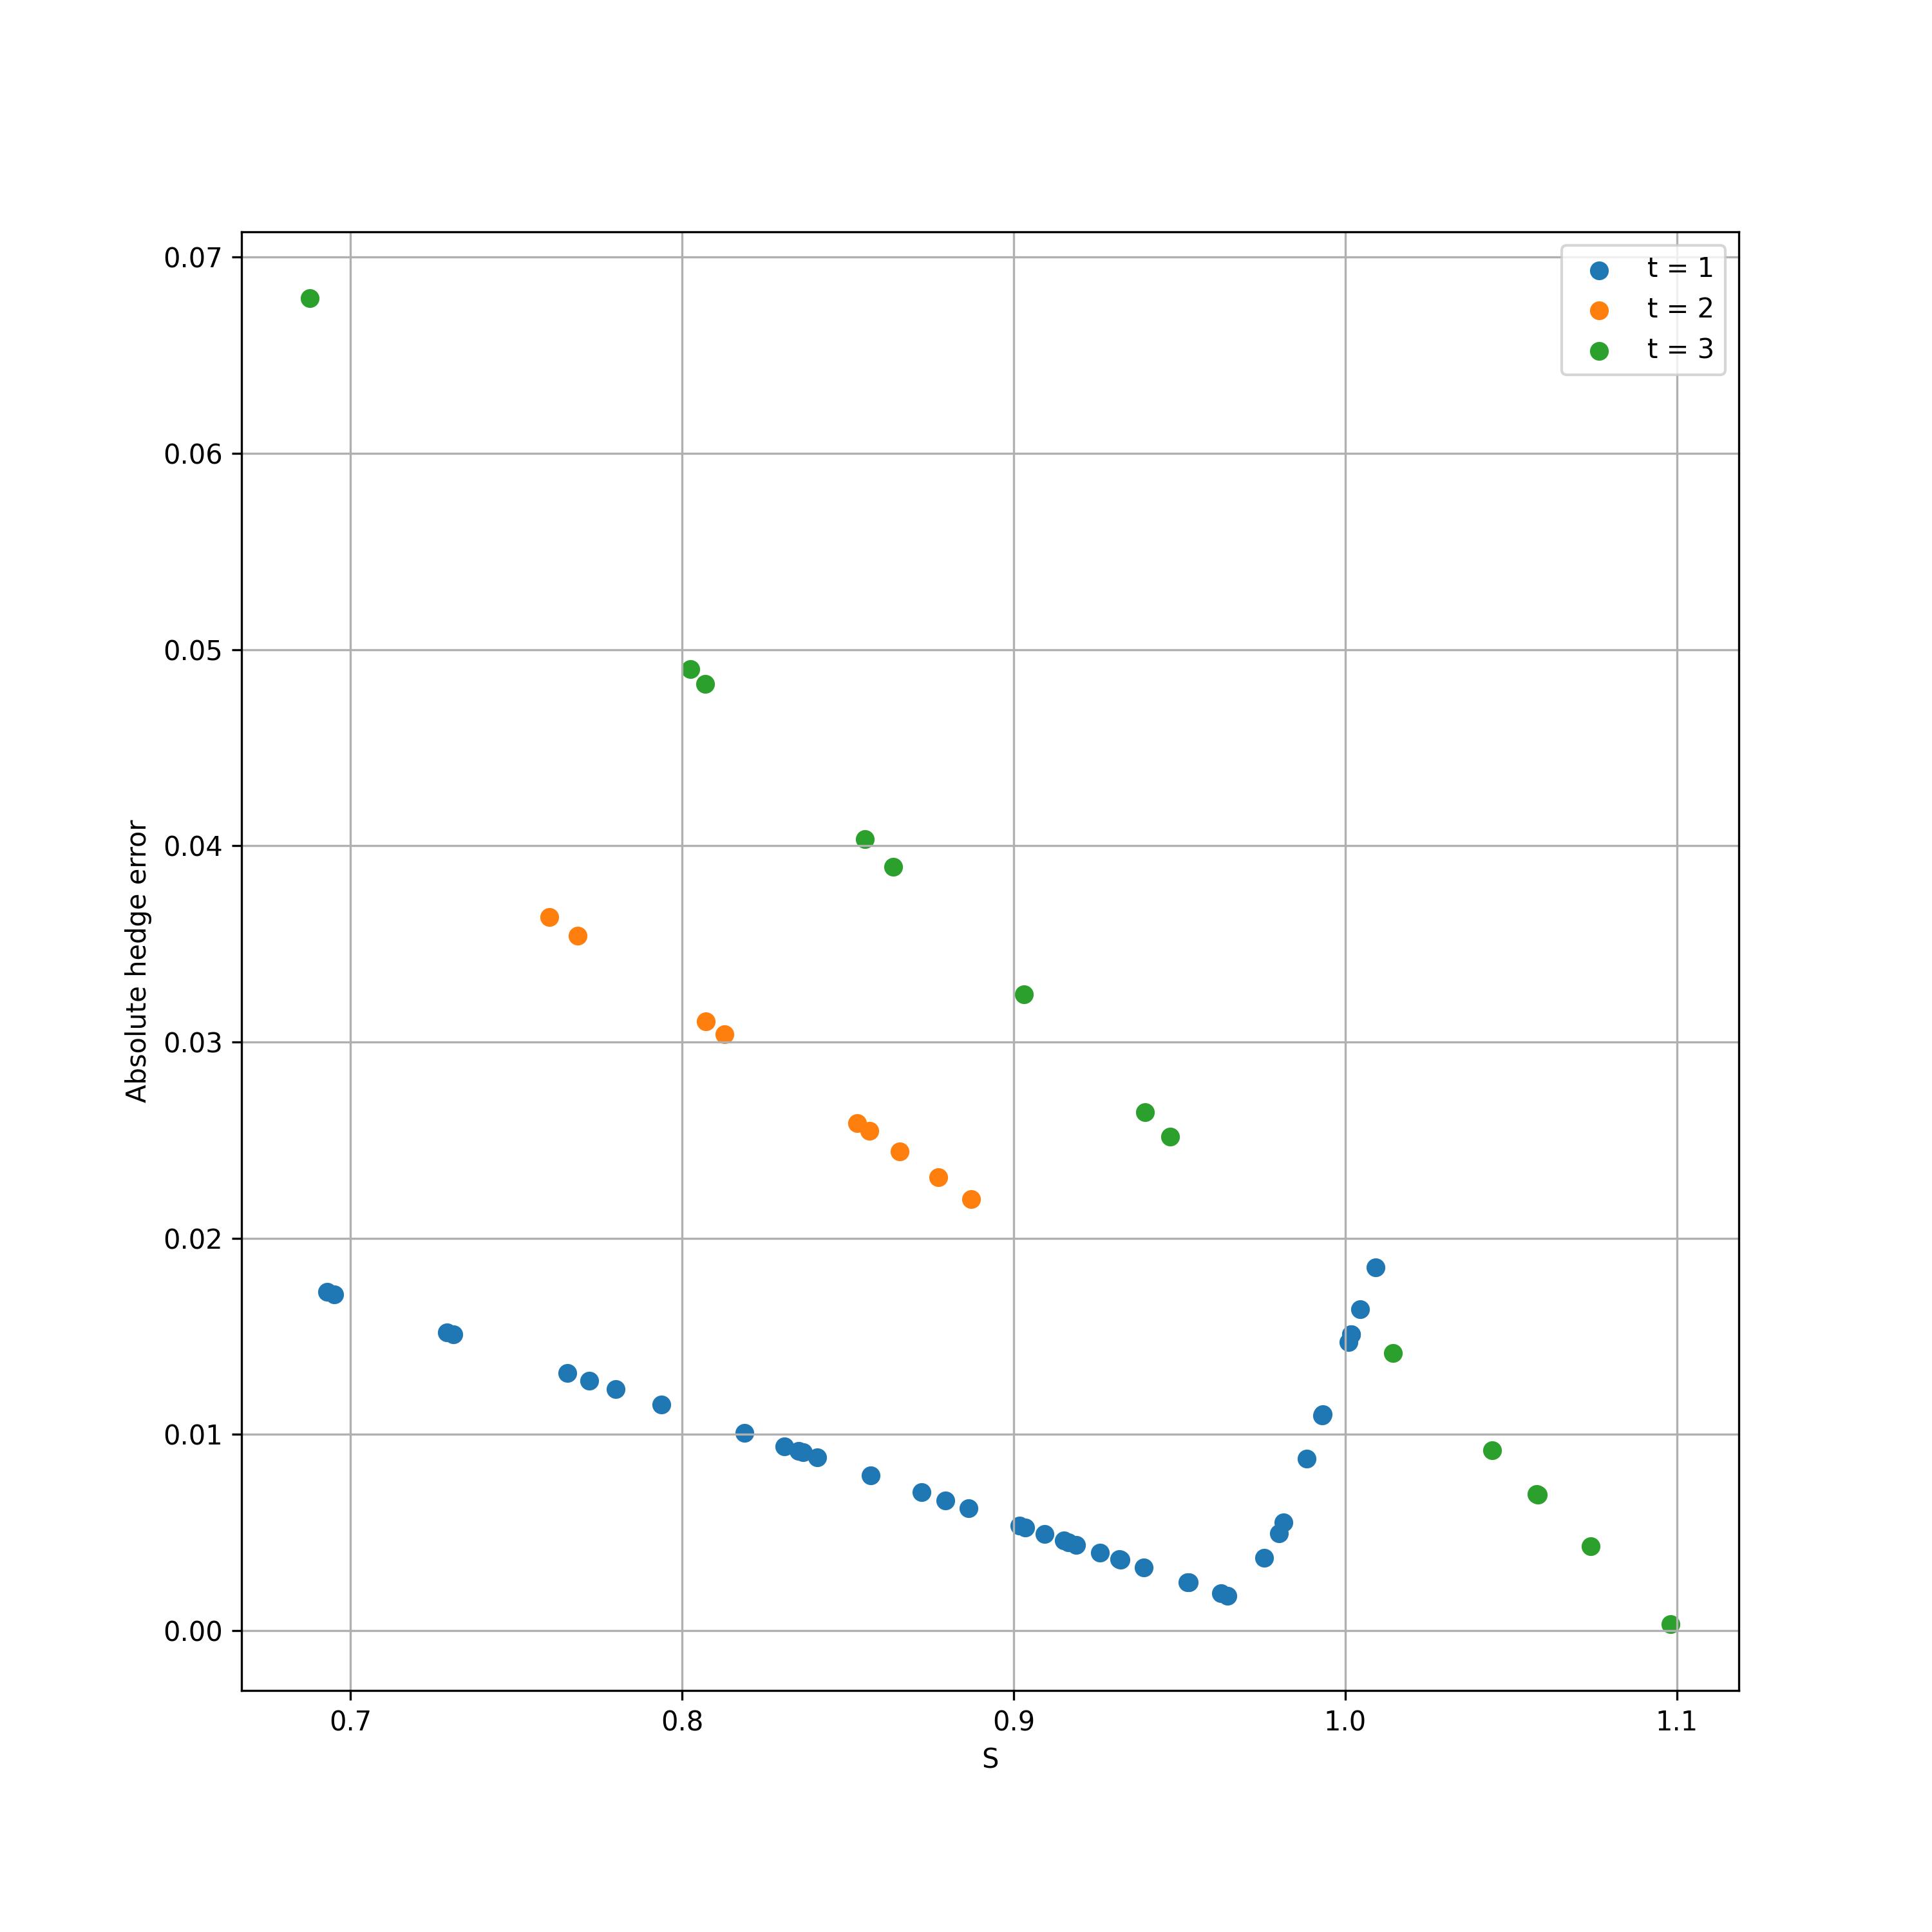 t = 1
t = 2
t = 3
0.07
0.06
0.05
0.04
0.03
0.02
0.01
0.00
Absolute hedge error
0.7 0.8 0.9 1.0 1.1
S